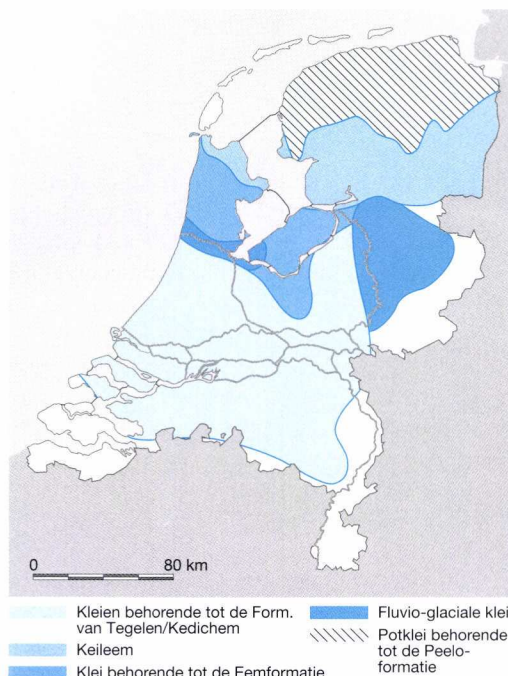 0 80 km
Kleien behorende tot de Form.
van Tegelen/Kedichem
Keileem
Klei behorende tot de Eemformatie
Fluvio-glaciale klei
Potklei behorende
tot de Peelo-
formatie